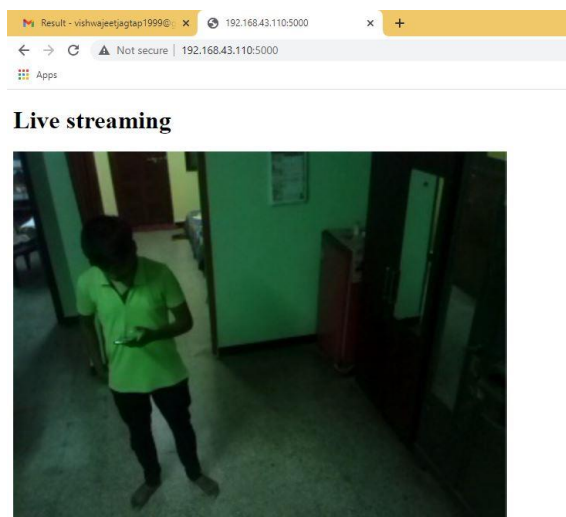 Result - vishwajeetjagtap1999@g
192.168.43.110:5000
Not secure | 192.168.43.110:5000
Apps
Live streaming